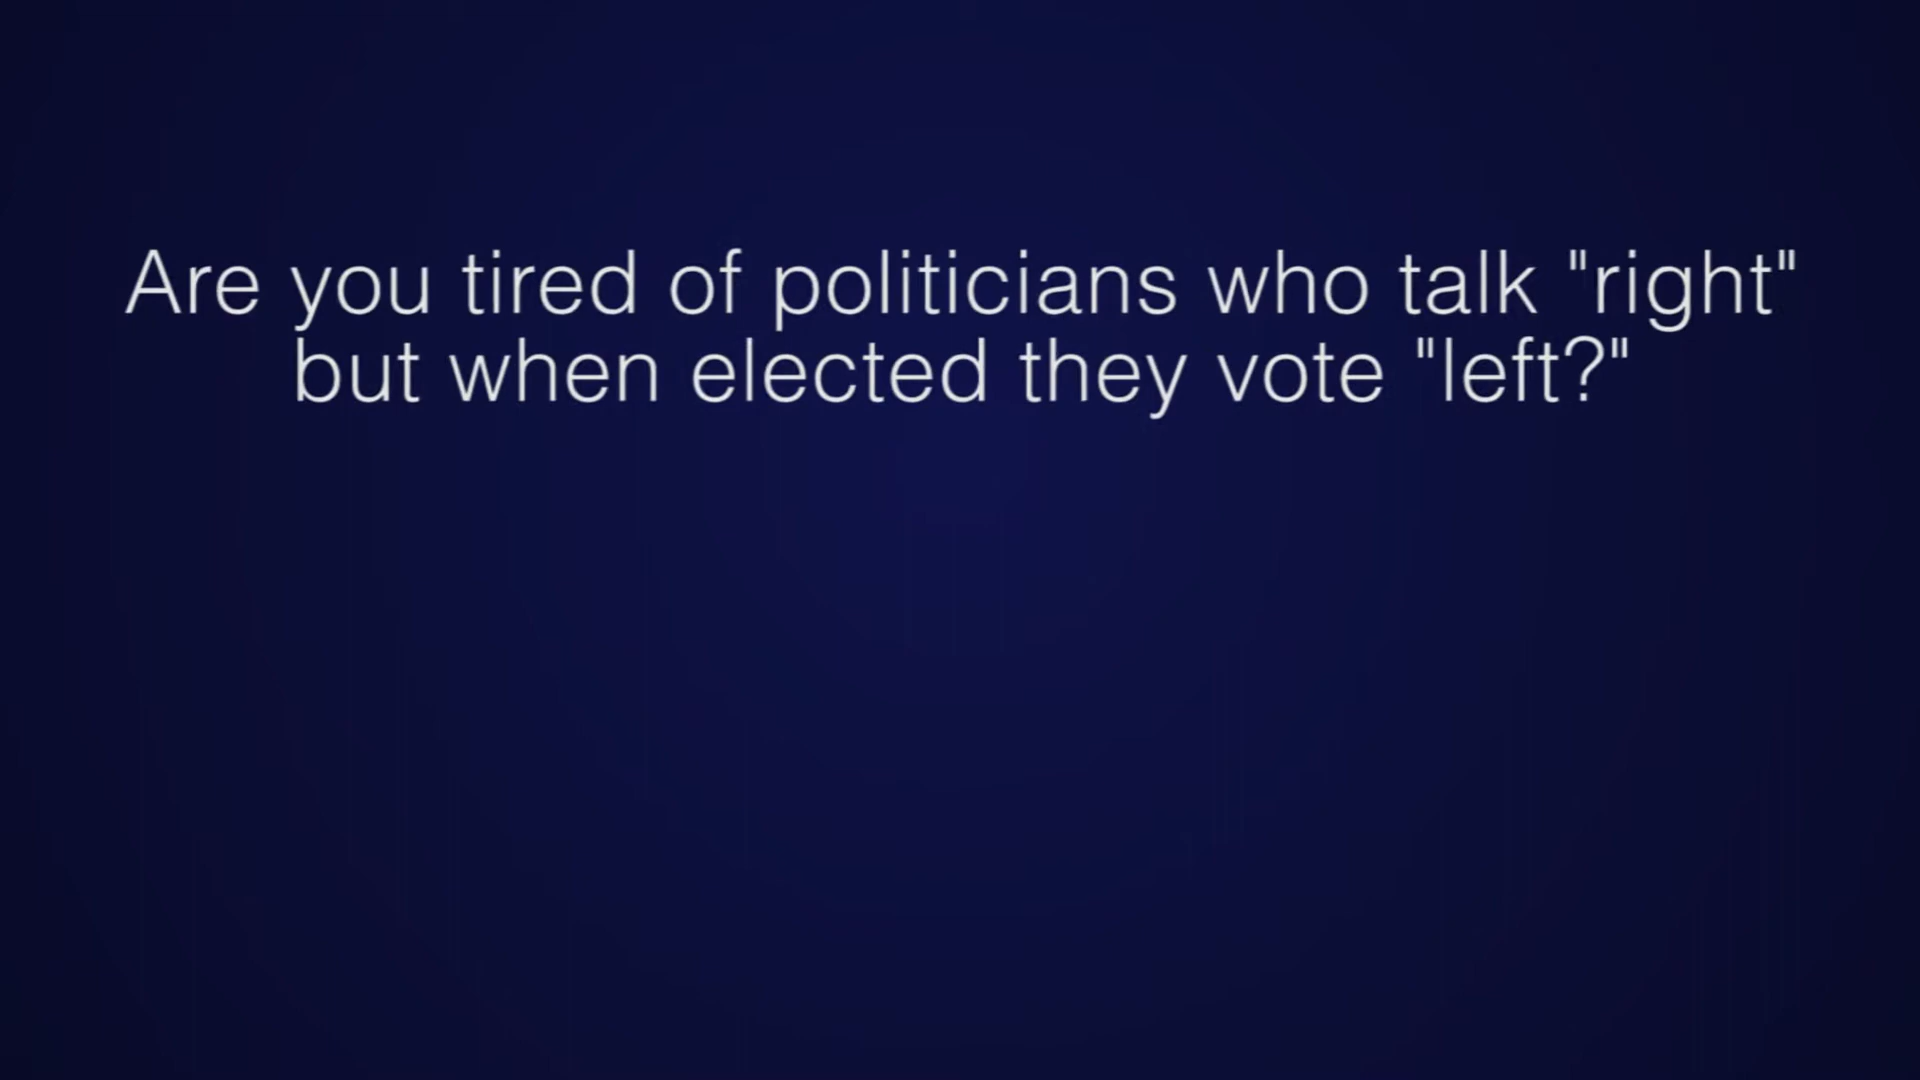 Are you tired of politicians who talk "right"
but when elected they vote "left?"